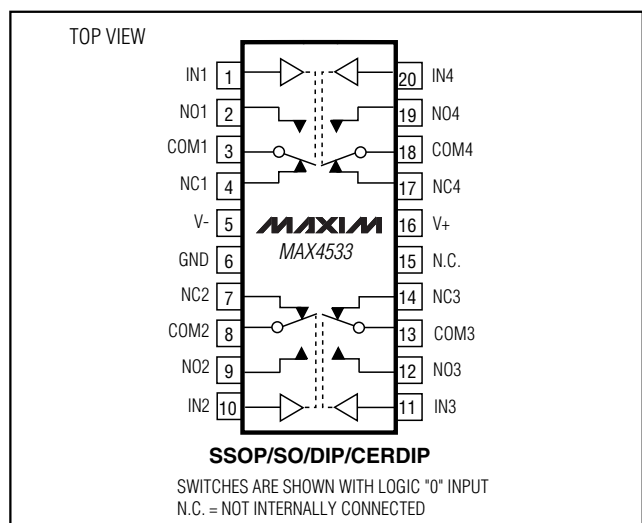 TOP VIEW
IN1 1 20 IN4
NO1 2 19 NO4
COM1 3 18 COM4
NC1 4 17 NC4
V- 5 16 V+
GND 6 15 N.C.
MAXIM
MAX4533
NC2 7 14 NC3
COM2 8 13 COM3
NO2 9 12 NO3
IN2 10 11 IN3
SSOP/SO/DIP/CERDIP
SWITCHES ARE SHOWN WITH LOGIC "0" INPUT
N.C. = NOT INTERNALLY CONNECTED